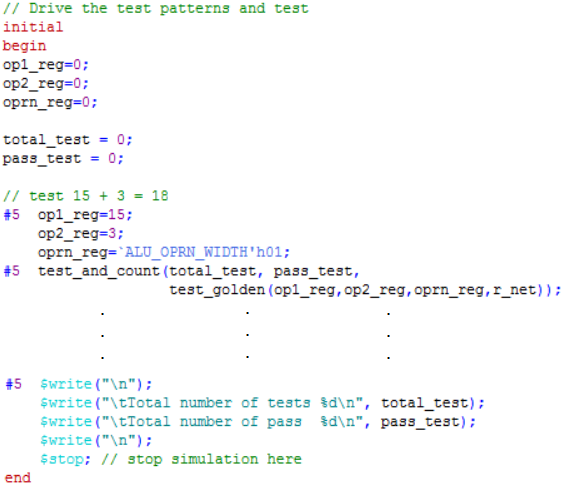 // Drive the test patterns and test
initial
begin
op1_reg=0;
op2_reg=0;
oprn_reg=0;

total_test = 0;
pass_test = 0;

// test 15 + 3 = 18
#5  op1_reg=15;
    op2_reg=3;
    oprn_reg=`ALU_OPRN_WIDTH'h01;
#5  test_and_count(total_test, pass_test,
                   test_golden(op1_reg,op2_reg,oprn_reg,r_net));
           .                .                .
           .                .                .
           .                .                .
#5  $write("\n");
    $write("\tTotal number of tests %d\n", total_test);
    $write("\tTotal number of pass  %d\n", pass_test);
    $write("\n");
    $stop; // stop simulation here
end